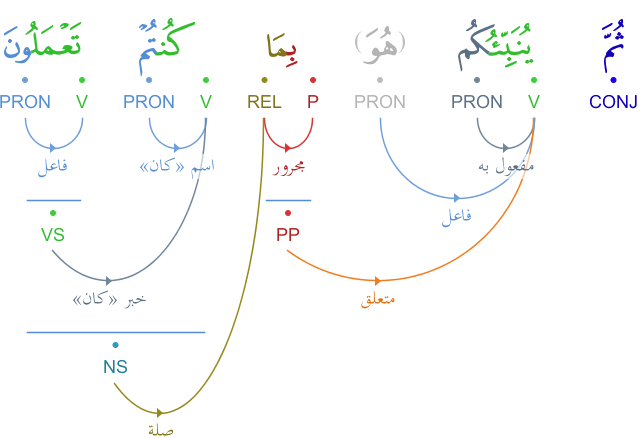 ثُمَّ يُنَبِّئُكُم (هُوَ) بِمَا كُنتُمْ تَعْمَلُونَ
CONJ V PRON PRON P REL V PRON V PRON
مفعول به مجرور اسم «كان» فاعل
فاعل
VS PP
خبر «كان» متعلق
NS
صلة